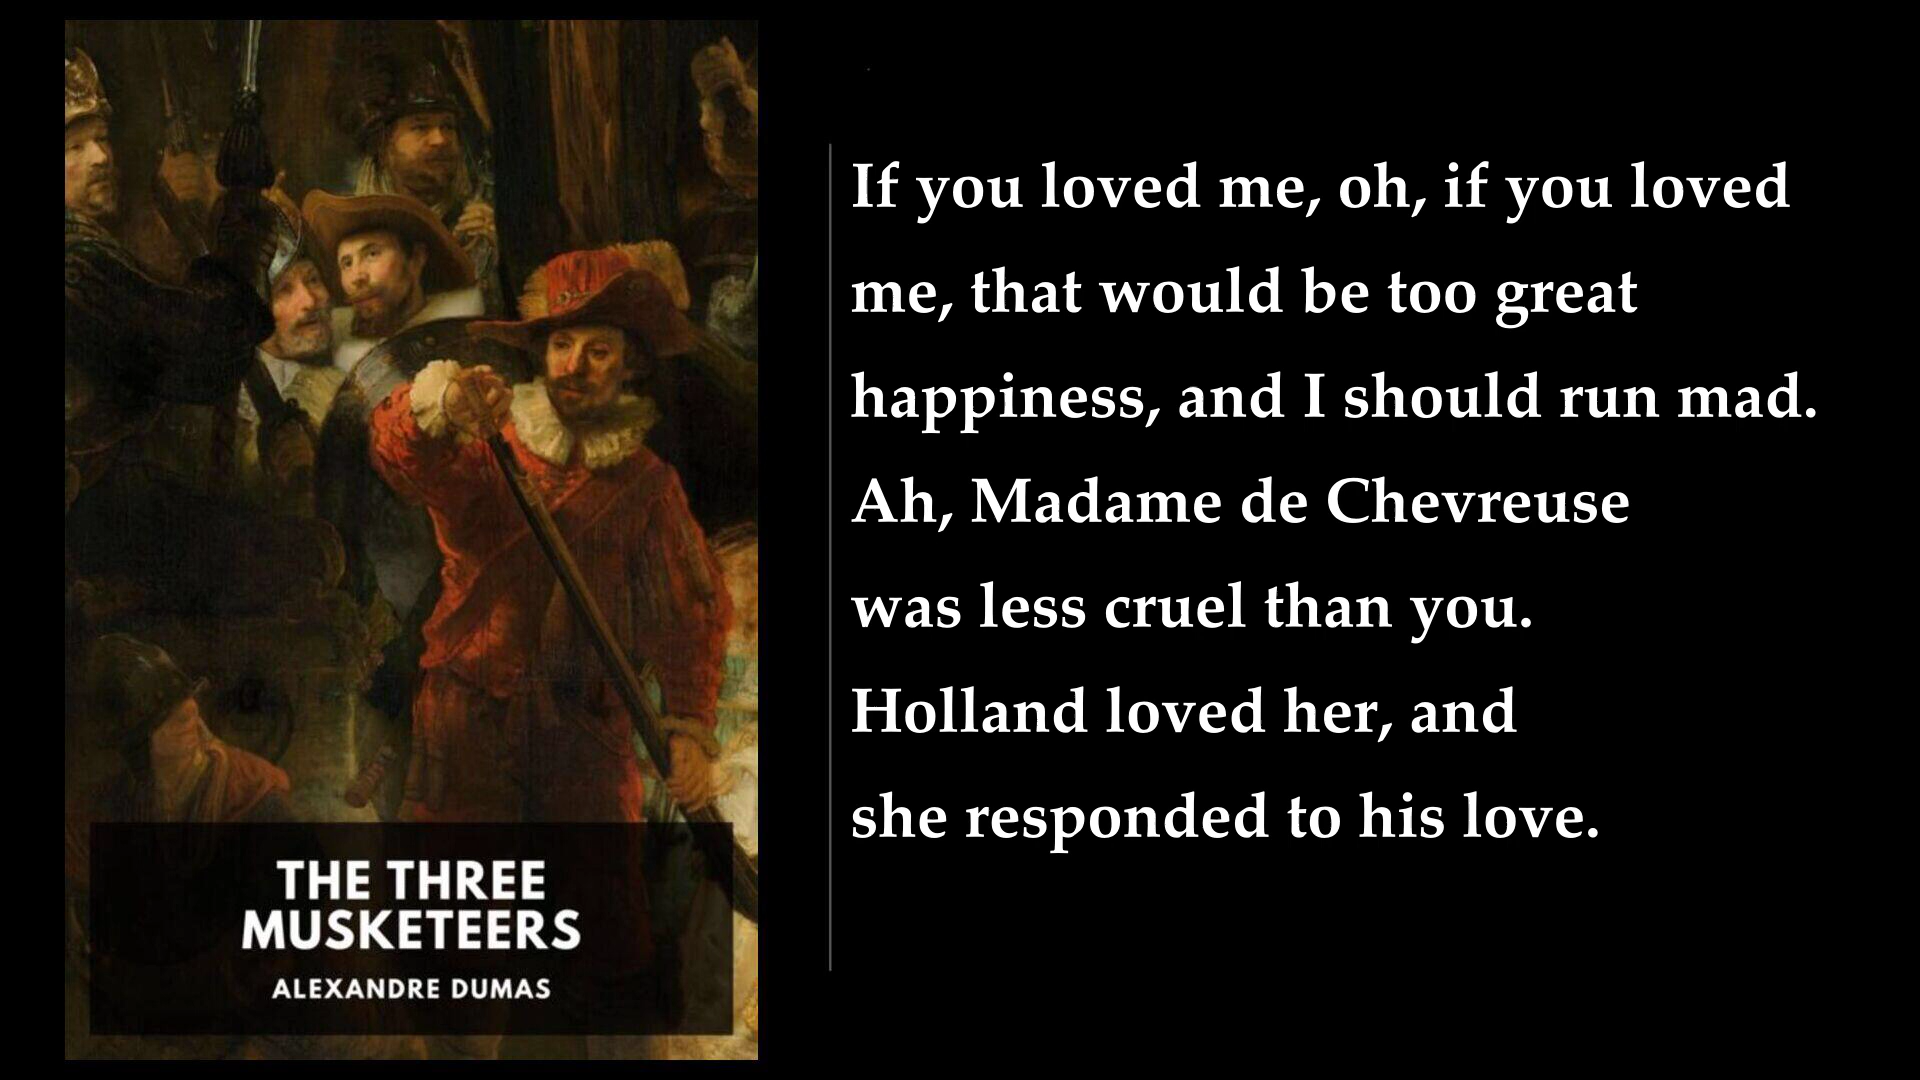 THE THREE
MUSKETEERS
ALEXANDRE DUMAS
If you loved me, oh, if you loved
me, that would be too great
happiness, and I should run mad.
Ah, Madame de Chevreuse
was less cruel than you.
Holland loved her, and
she responded to his love.